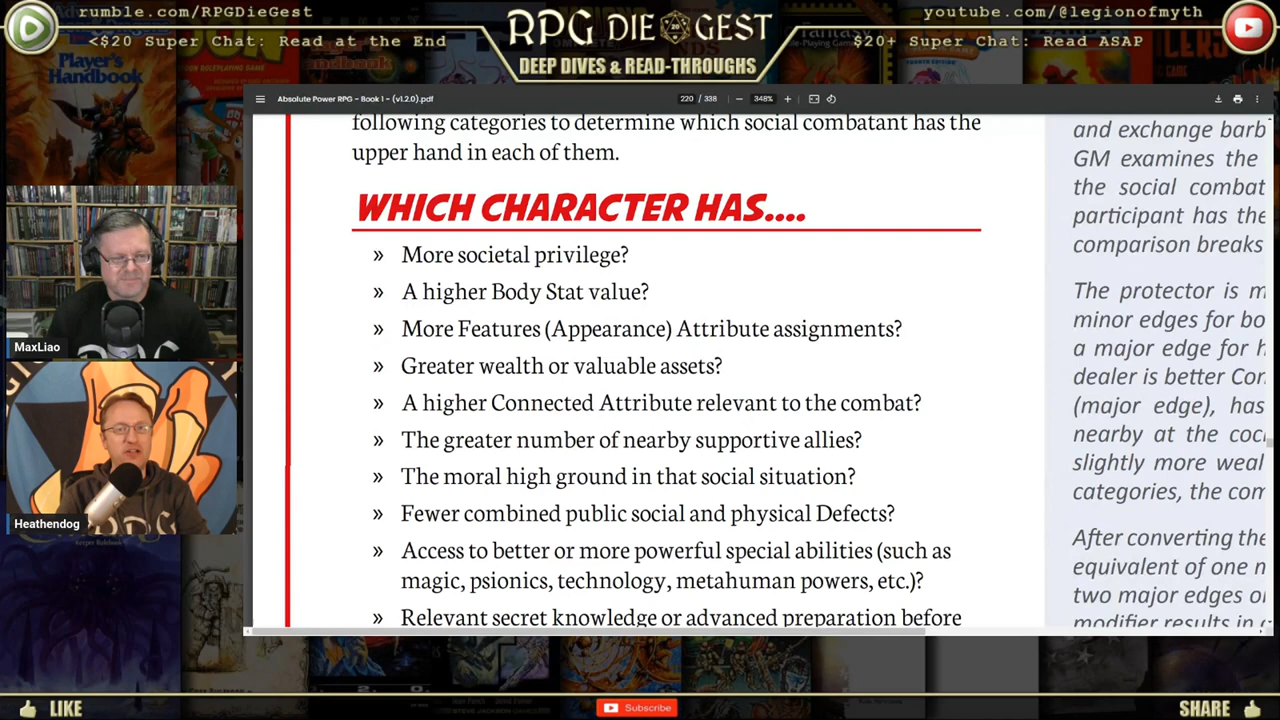 rumble.com/RPGDieGest
<$20 Super Chat: Read at the End
RPG DIE GEST
DEEP DIVES & READ-THROUGHS
youtube.com/@legionofmyth
$20+ Super Chat: Read ASAP
Player's
Handbook
Absolute Power RPG - Book 1 - (v1.2.0).pdf
220 / 338
348%
following categories to determine which social combatant has the
upper hand in each of them.
WHICH CHARACTER HAS....
» More societal privilege?
» A higher Body Stat value?
» More Features (Appearance) Attribute assignments?
» Greater wealth or valuable assets?
» A higher Connected Attribute relevant to the combat?
» The greater number of nearby supportive allies?
» The moral high ground in that social situation?
» Fewer combined public social and physical Defects?
» Access to better or more powerful special abilities (such as
magic, psionics, technology, metahuman powers, etc.)?
» Relevant secret knowledge or advanced preparation before
and exchange barb
GM examines the
the social combat
participant has the
comparison breaks
The protector is m
minor edges for bo
a major edge for h
dealer is better Con
(major edge), has
nearby at the coc
slightly more weal
categories, the com
After converting the
equivalent of one m
two major edges or
modifier results in
MaxLiao
Heathendog
LIKE
Subscribe
SHARE